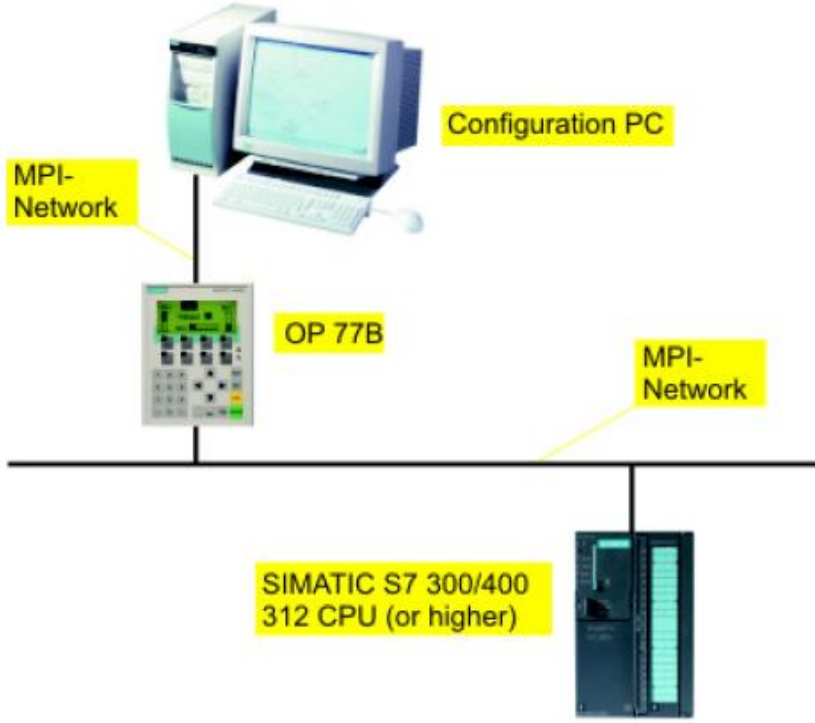 Configuration PC
MPI-
Network
OP 77B
MPI-
Network
SIMATIC S7 300/400
312 CPU (or higher)